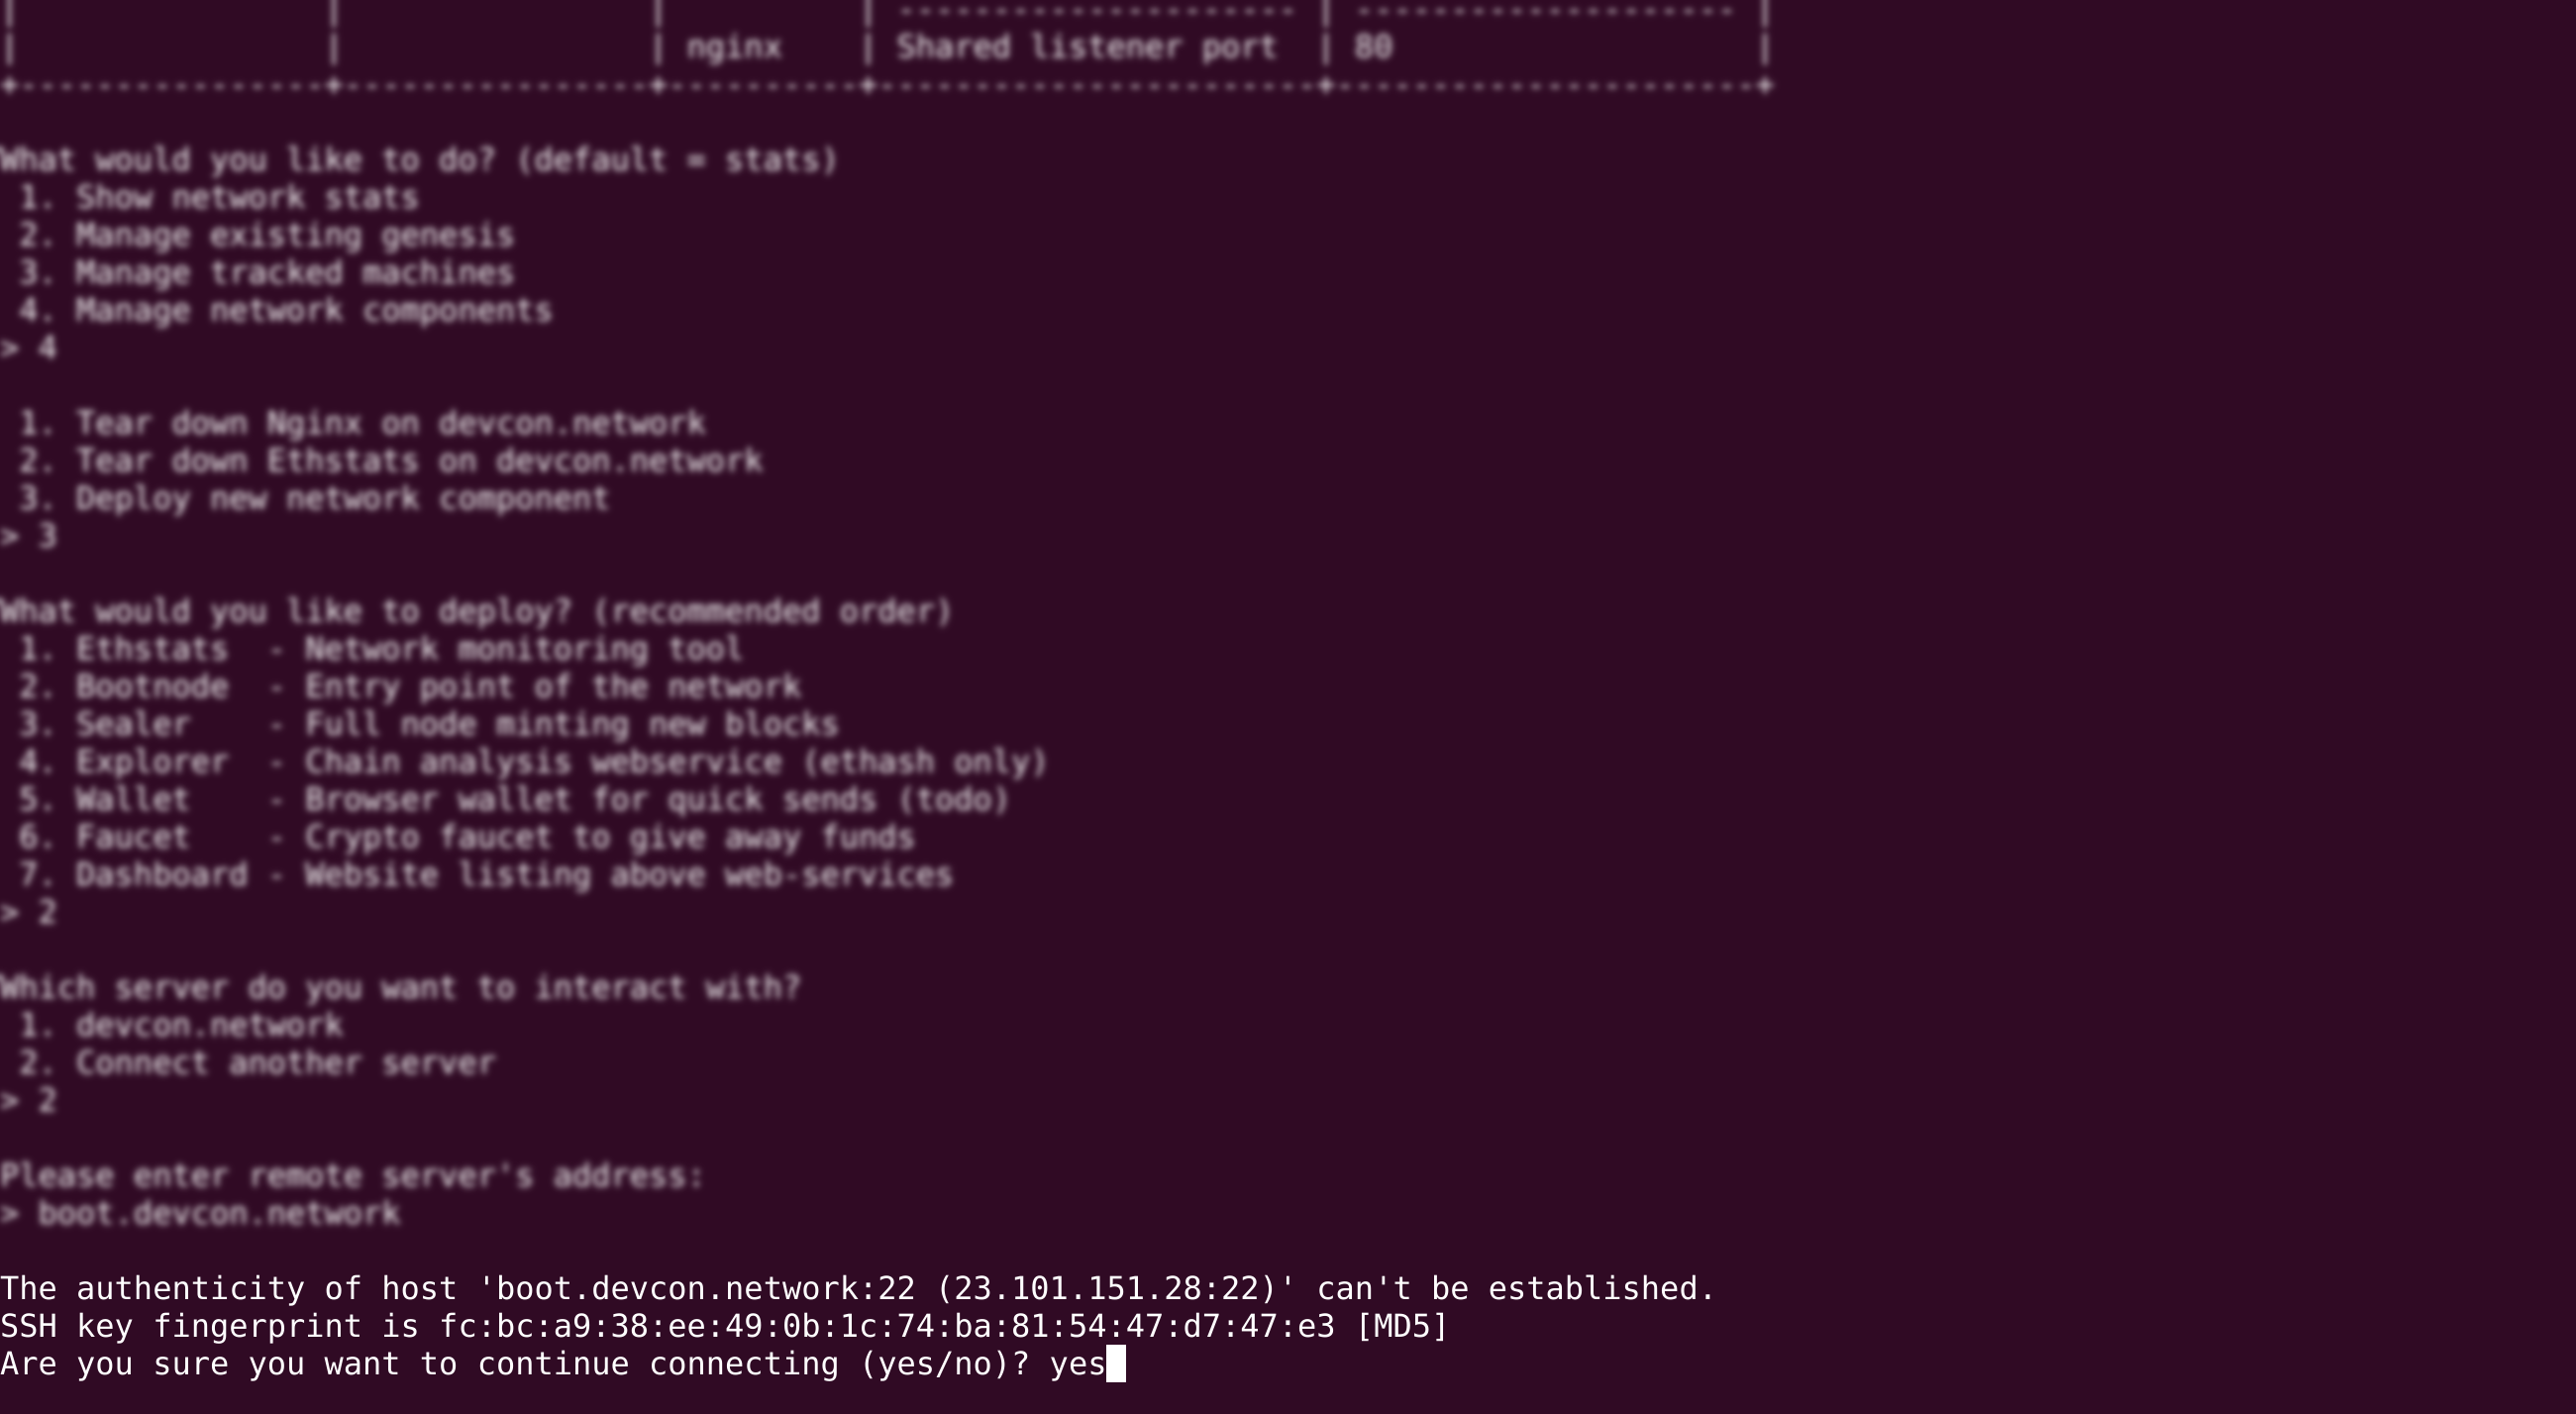 | | | | --------------------- | -------------------- |
| | | nginx | Shared listener port | 80 |
+----------------+----------------+----------+-----------------------+----------------------+
What would you like to do? (default = stats)
1. Show network stats
2. Manage existing genesis
3. Manage tracked machines
4. Manage network components
> 4
1. Tear down Nginx on devcon.network
2. Tear down Ethstats on devcon.network
3. Deploy new network component
> 3
What would you like to deploy? (recommended order)
1. Ethstats  - Network monitoring tool
2. Bootnode  - Entry point of the network
3. Sealer    - Full node minting new blocks
4. Explorer  - Chain analysis webservice (ethash only)
5. Wallet    - Browser wallet for quick sends (todo)
6. Faucet    - Crypto faucet to give away funds
7. Dashboard - Website listing above web-services
> 2
Which server do you want to interact with?
1. devcon.network
2. Connect another server
> 2
Please enter remote server's address:
> boot.devcon.network
The authenticity of host 'boot.devcon.network:22 (23.101.151.28:22)' can't be established.
SSH key fingerprint is fc:bc:a9:38:ee:49:0b:1c:74:ba:81:54:47:d7:47:e3 [MD5]
Are you sure you want to continue connecting (yes/no)? yes